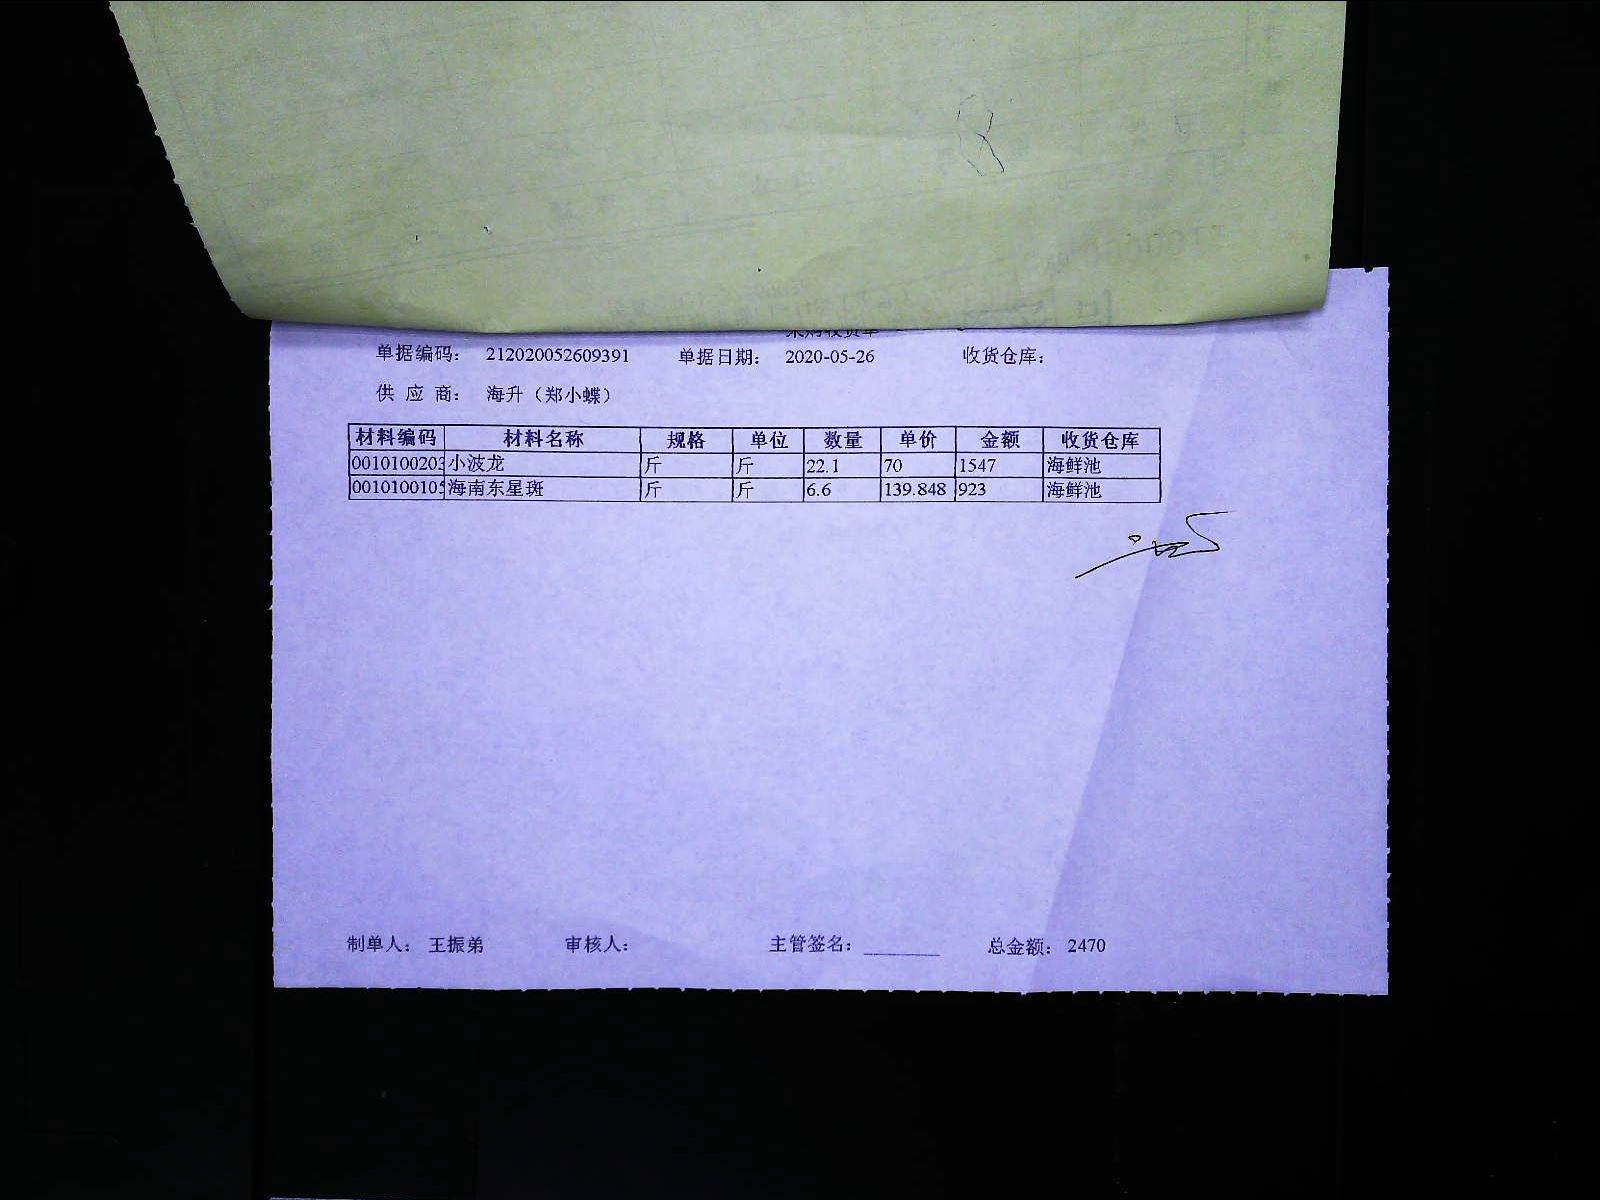 单据编码： 212020052609391 单据日期： 2020-05-26 收货仓库：
供 应 商： 海升（郑小蝶）
材料编码 材料名称 规格 单位 数量 单价 金额 收货仓库
0010100203 小波龙 斤 斤 22.1 70 1547 海鲜池
0010100105 海南东星斑 斤 斤 6.6 139.848 923 海鲜池
制单人： 王振弟 审核人： 主管签名： 总金额： 2470